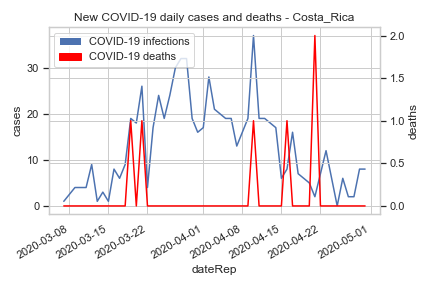 New COVID-19 daily cases and deaths - Costa_Rica
COVID-19 infections
COVID-19 deaths
cases
30
20
10
0
deaths
2.0
1.5
1.0
0.5
0.0
2020-03-08
2020-03-15
2020-03-22
2020-04-01
2020-04-08
2020-04-15
2020-04-22
2020-05-01
dateRep